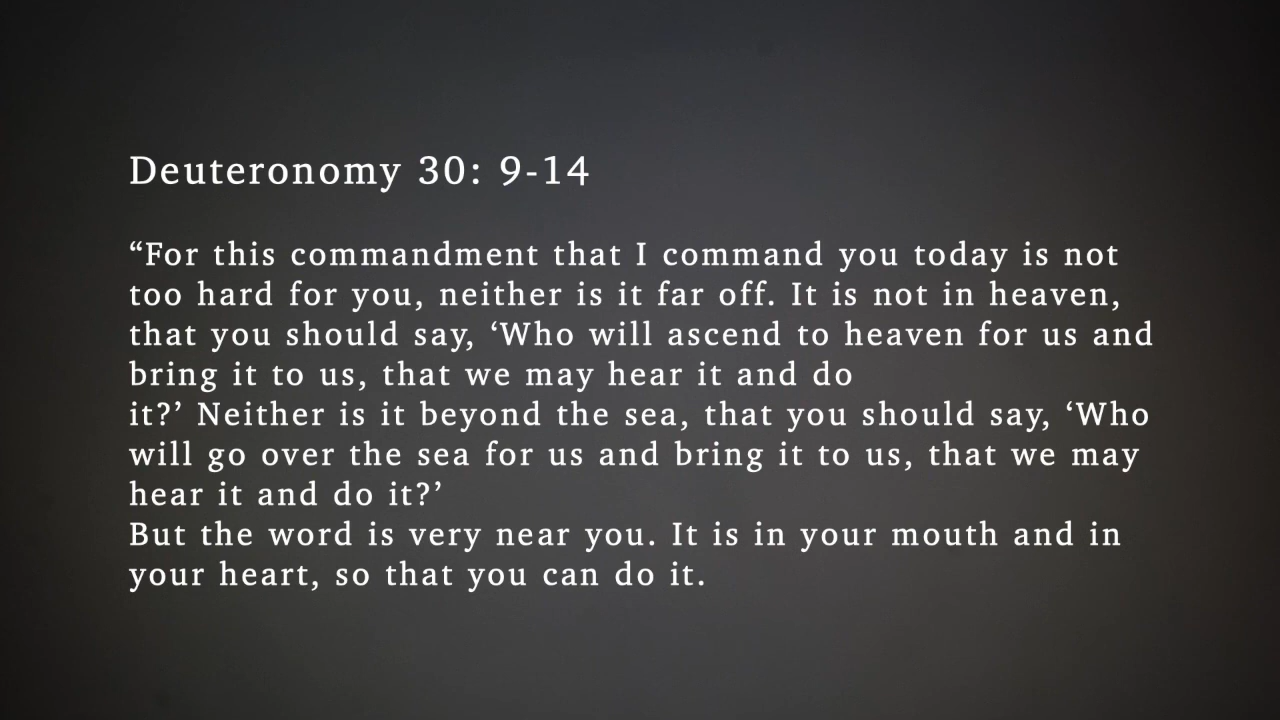 Deuteronomy 30: 9-14
“For this commandment that I command you today is not
too hard for you, neither is it far off. It is not in heaven,
that you should say, ‘Who will ascend to heaven for us and
bring it to us, that we may hear it and do
it?’ Neither is it beyond the sea, that you should say, ‘Who
will go over the sea for us and bring it to us, that we may
hear it and do it?’
But the word is very near you. It is in your mouth and in
your heart, so that you can do it.